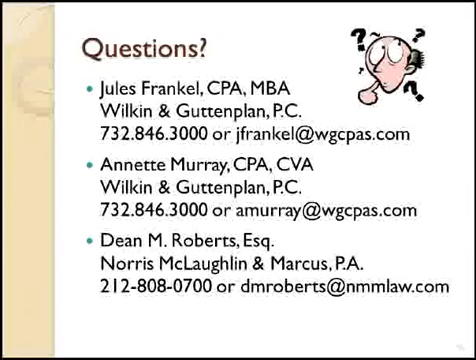 Questions?
• Jules Frankel, CPA, MBA
Wilkin & Guttenplan, P.C.
732.846.3000 or jfrankel@wgcpas.com
• Annette Murray, CPA, CVA
Wilkin & Guttenplan, P.C.
732.846.3000 or amurray@wgcpas.com
• Dean M. Roberts, Esq.
Norris McLaughlin & Marcus, P.A.
212-808-0700 or dmroberts@nmmlaw.com